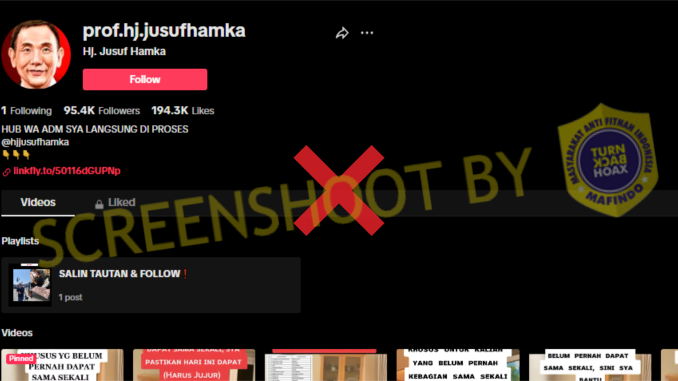 prof.hj.jusufhamka
Hj. Jusuf Hamka
Follow
1 Following 95.4K Followers 194.3K Likes
HUB WA ADM SYA LANGSUNG DI PROSES
@hjjusufhamka
linkfly.to/50116dGUPNp
Videos Liked
SCREENSHOOT BY
MASYARAKAT ANTI FITNAH INDONESIA
TURN
BACK
HOAX
MAFINDO
Playlists
SALIN TAUTAN & FOLLOW❗
1 post
Videos
Pinned
KHUSUS YG BELUM
PERNAH DAPAT
SAMA SEKALI
DAPAT SAMA SEKALI, SYA
PASTIKAN HARI INI DAPAT
(HARUS JUJUR)
KHUSUS UNTUK KALIAN
YANG BELUM PERNAH
KEBAGIAN SAMA SEKALI
BELUM PERNAH DAPAT
SAMA SEKALI, SINI SYA
BANTU